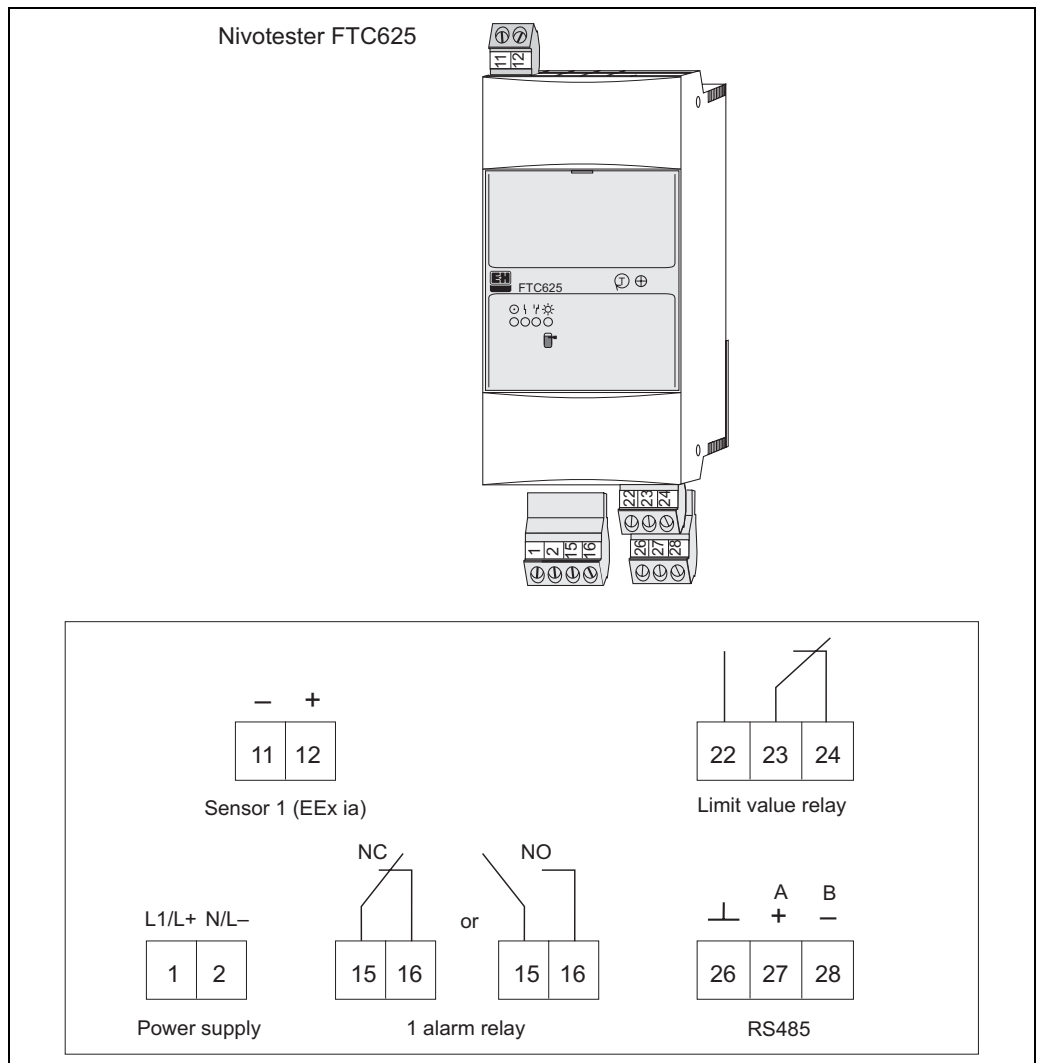 Nivotester FTC625
11 12
EH
FTC625
1 2 15 16
22 23 24
26 27 28
– +
11 12
Sensor 1 (EEx ia)
22 23 24
Limit value relay
L1/L+ N/L–
1 2
Power supply
NC
15 16
or
NO
15 16
1 alarm relay
A B
+ –
26 27 28
RS485